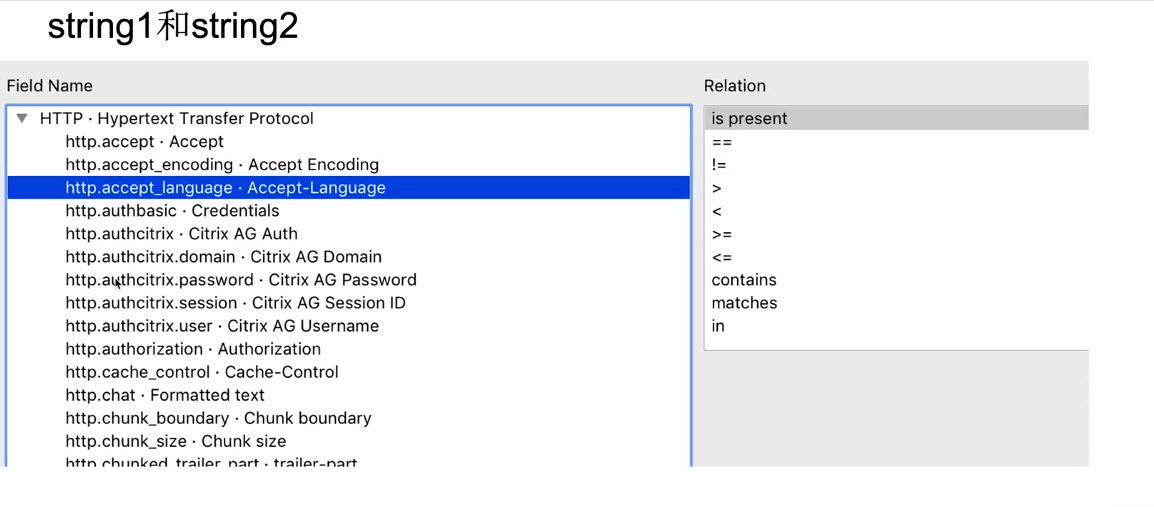 string1和string2
Field Name
HTTP · Hypertext Transfer Protocol
http.accept · Accept
http.accept_encoding · Accept Encoding
http.accept_language · Accept-Language
http.authbasic · Credentials
http.authcitrix · Citrix AG Auth
http.authcitrix.domain · Citrix AG Domain
http.authcitrix.password · Citrix AG Password
http.authcitrix.session · Citrix AG Session ID
http.authcitrix.user · Citrix AG Username
http.authorization · Authorization
http.cache_control · Cache-Control
http.chat · Formatted text
http.chunk_boundary · Chunk boundary
http.chunk_size · Chunk size
http.chunked_trailer_part · trailer-part
Relation
is present
==
!=
>
<
>=
<=
contains
matches
in